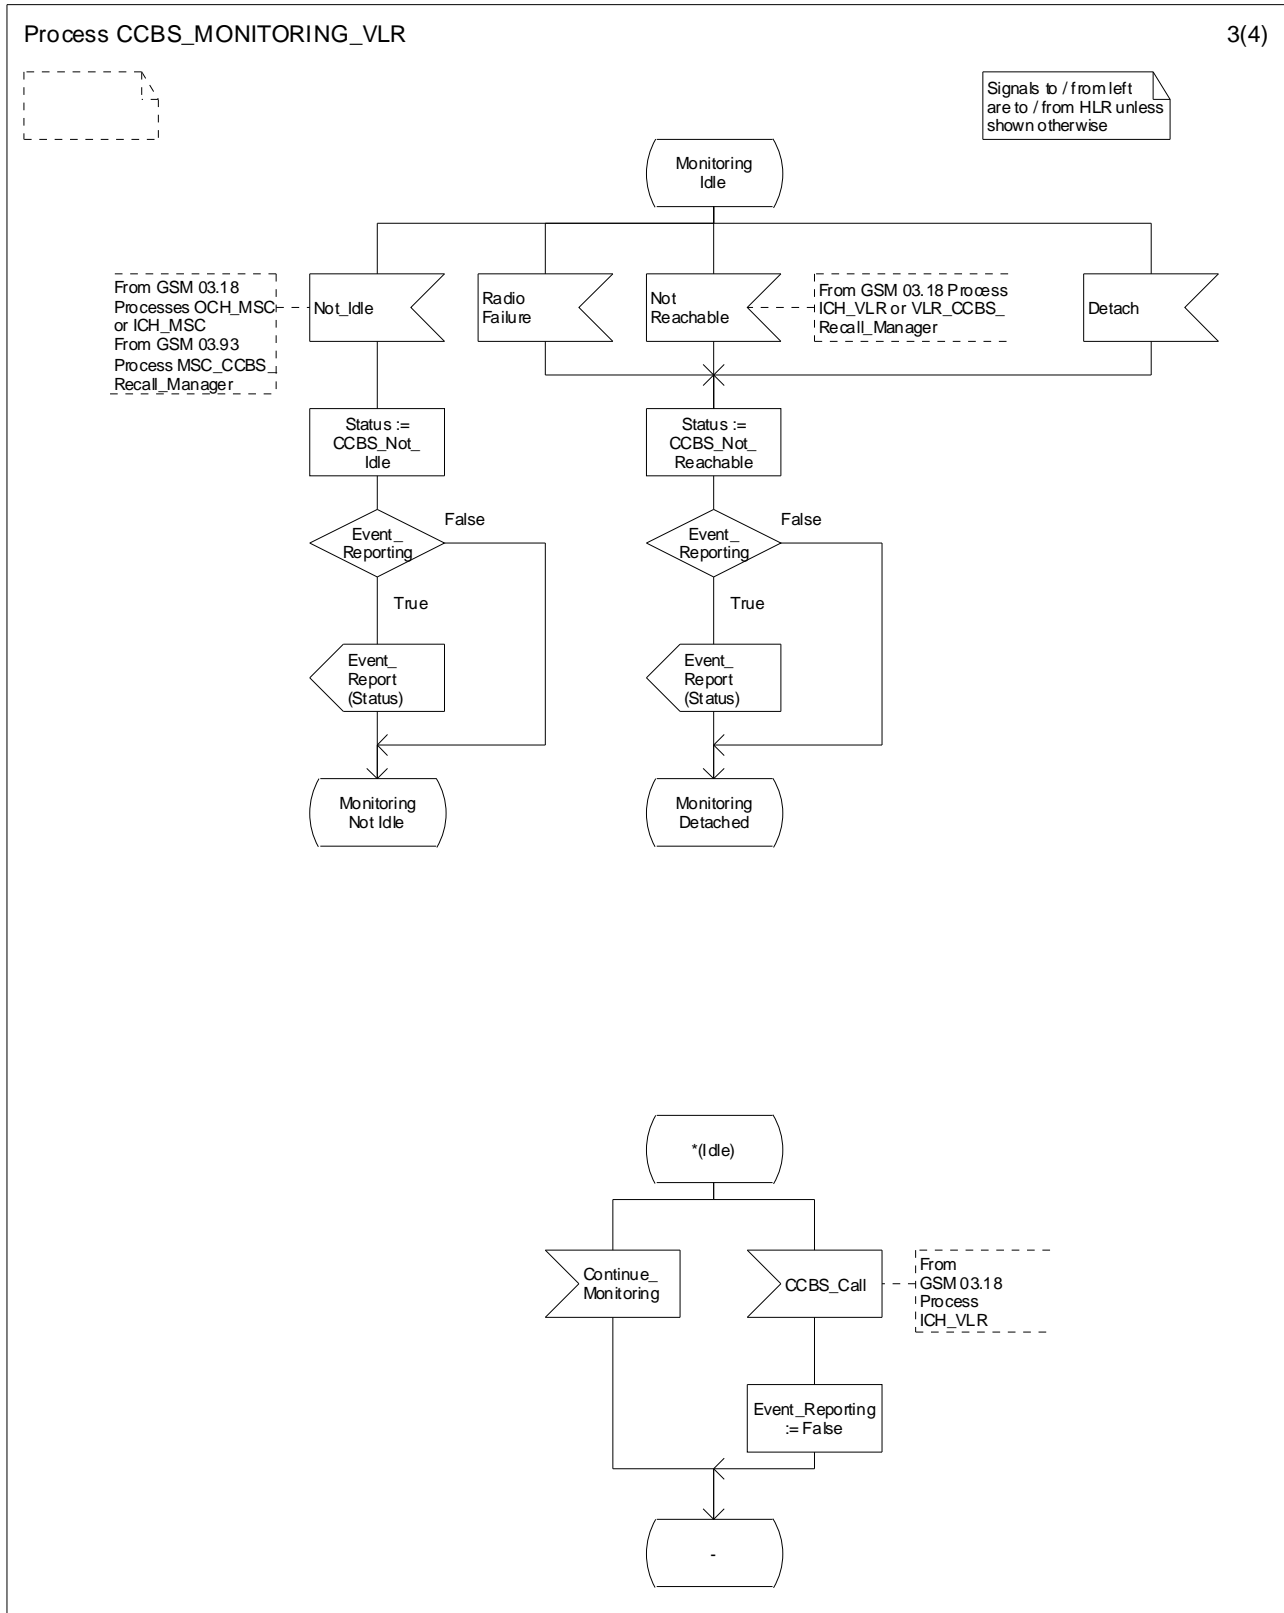 Process CCBS_MONITORING_VLR
3(4)
Signals to / from left
are to / from HLR unless
shown otherwise
Monitoring
Idle
From GSM 03.18
Processes OCH_MSC
or ICH_MSC
From GSM 03.93
Process MSC_CCBS_
Recall_Manager
Not_Idle
Radio
Failure
Not
Reachable
From GSM 03.18 Process
ICH_VLR or VLR_CCBS_
Recall_Manager
Detach
Status :=
CCBS_Not_
Idle
Status :=
CCBS_Not_
Reachable
Event_
Reporting
False
Event_
Reporting
False
True
True
Event_
Report
(Status)
Event_
Report
(Status)
Monitoring
Not Idle
Monitoring
Detached
*(Idle)
Continue_
Monitoring
CCBS_Call
From
GSM 03.18
Process
ICH_VLR
Event_Reporting
:= False
-